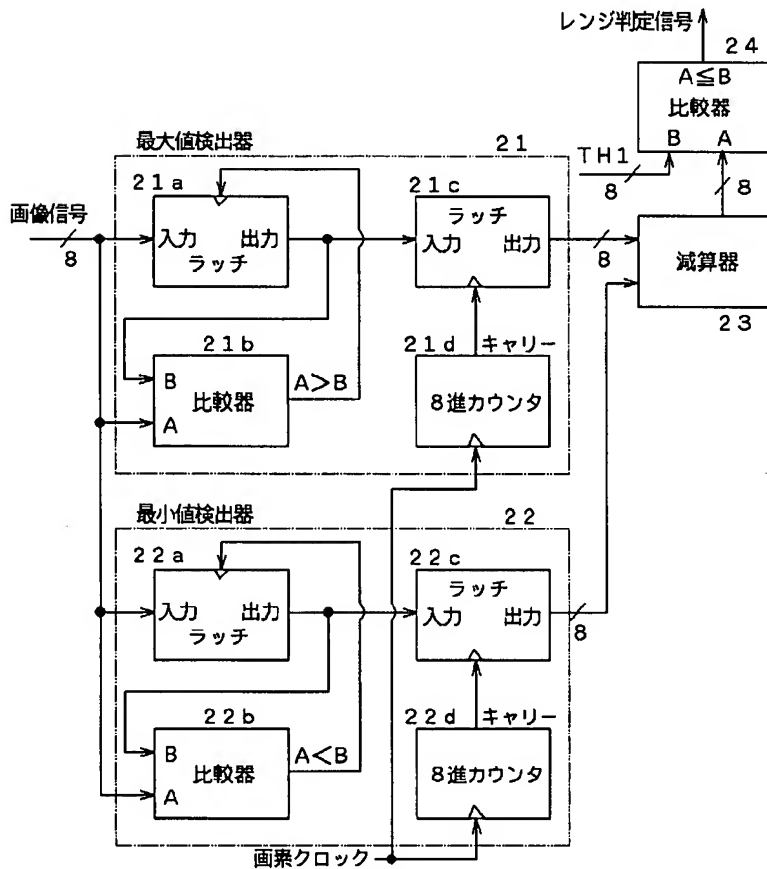 レンジ判定信号
24
A≦B
比較器
B A
TH1
8
8
最大値検出器
21
21a
21c
画像信号
8
入力 出力
ラッチ
ラッチ
入力 出力
8
減算器
23
21b
B
比較器
A
A>B
21d キャリー
8進カウンタ
最小値検出器
22
22a
22c
入力 出力
ラッチ
ラッチ
入力 出力
8
22b
B
比較器
A
A<B
22d キャリー
8進カウンタ
画素クロック